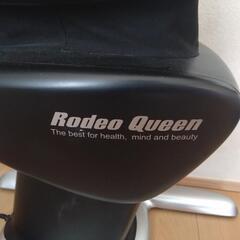 Rodeo Queen
The best for health, mind and beauty